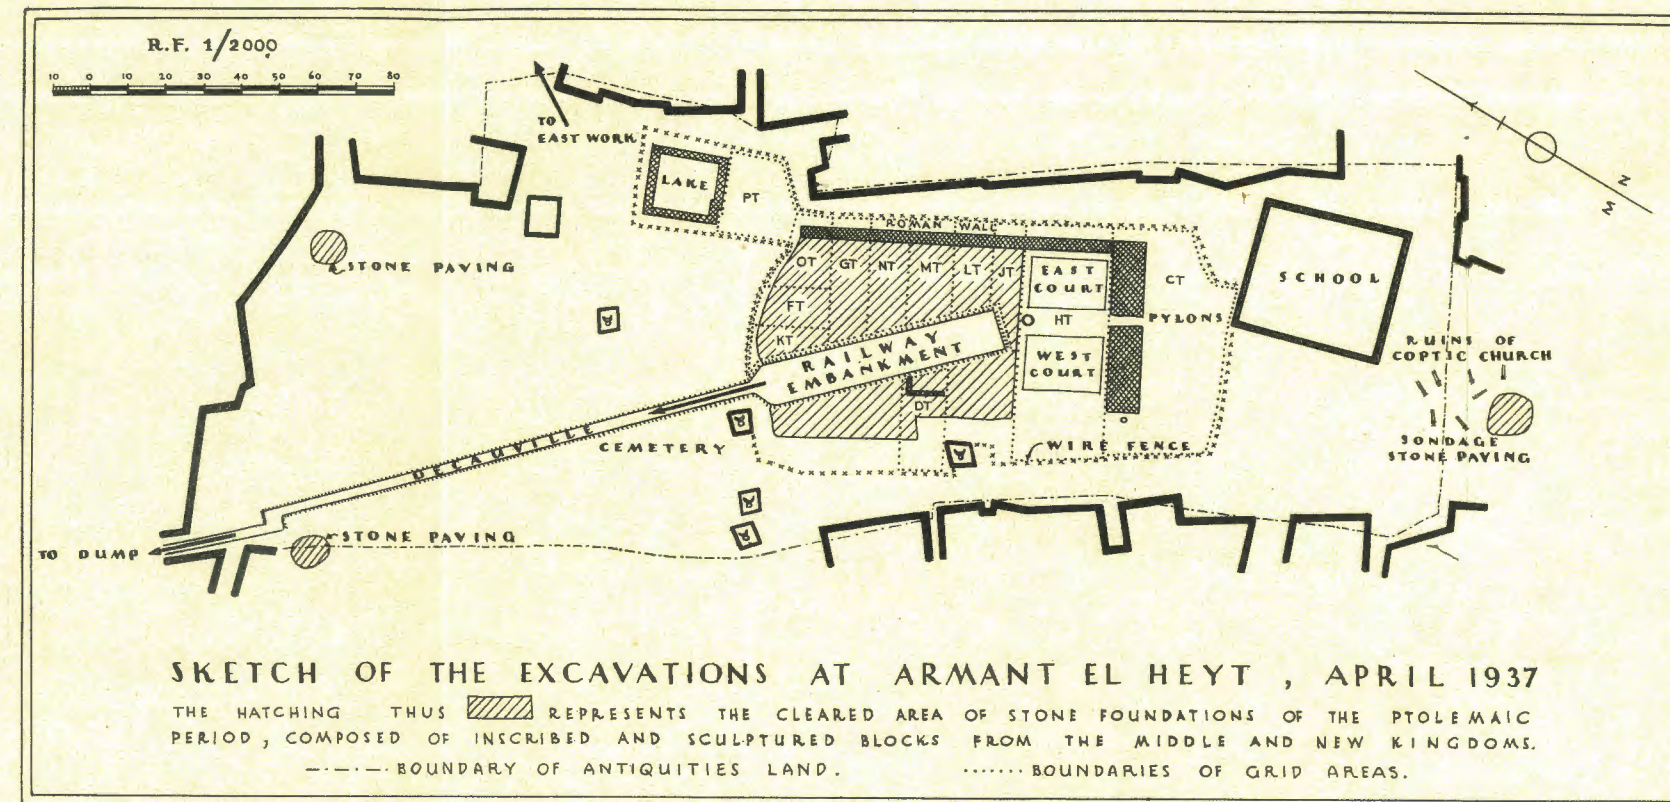 R.F. 1/2000
10 0 10 20 30 40 50 60 70 80
TO
EAST WORK
LAKE
PT
N
M
ROMAN WALL
OT GT NT MT LT JT
EAST
COURT
CT
SCHOOL
STONE PAVING
FT
HT
PYLONS
KT
RAILWAY
EMBANKMENT
WEST
COURT
RUINS OF
COPTIC CHURCH
DT
DECAUVILLE
CEMETERY
WIRE FENCE
SONDAGE
STONE PAVING
STONE PAVING
TO DUMP
SKETCH OF THE EXCAVATIONS AT ARMANT EL HEYT, APRIL 1937
THE HATCHING THUS REPRESENTS THE CLEARED AREA OF STONE FOUNDATIONS OF THE PTOLEMAIC
PERIOD, COMPOSED OF INSCRIBED AND SCULPTURED BLOCKS FROM THE MIDDLE AND NEW KINGDOMS.
BOUNDARY OF ANTIQUITIES LAND.
BOUNDARIES OF GRID AREAS.